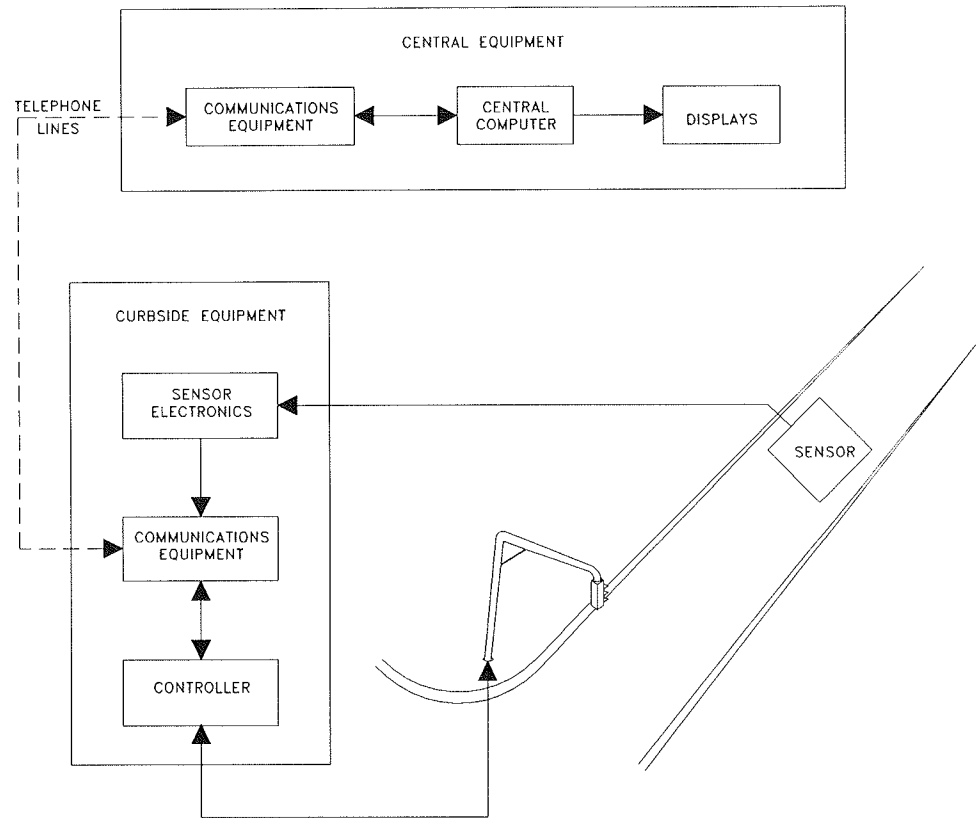 CENTRAL EQUIPMENT
TELEPHONE
LINES
COMMUNICATIONS
EQUIPMENT
CENTRAL
COMPUTER
DISPLAYS
CURBSIDE EQUIPMENT
SENSOR
ELECTRONICS
SENSOR
COMMUNICATIONS
EQUIPMENT
CONTROLLER